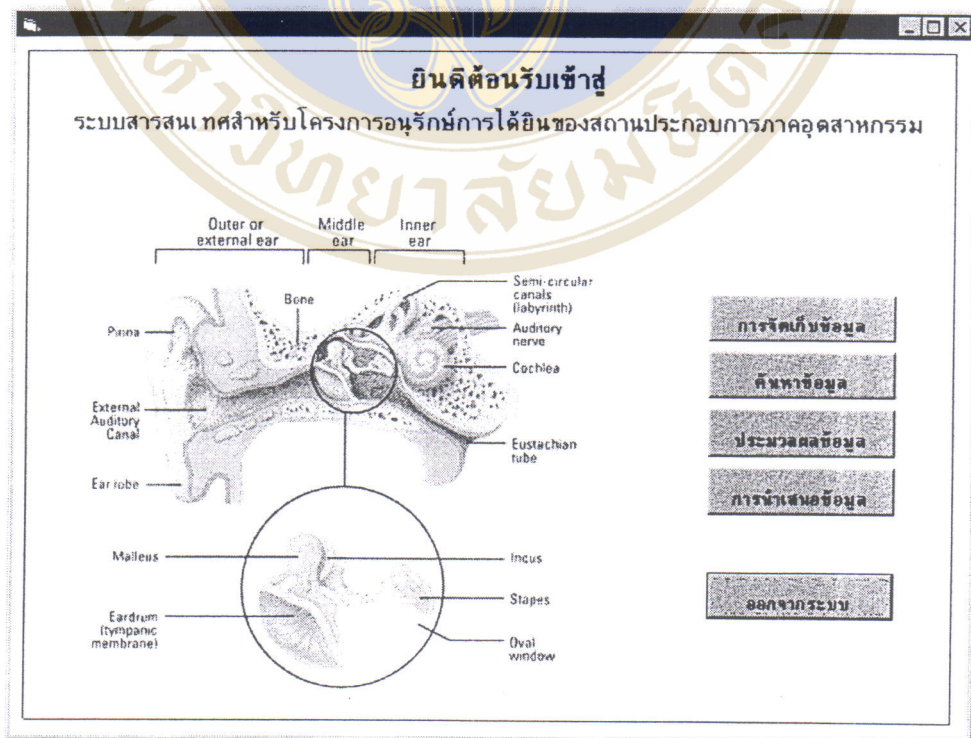 ยินดีต้อนรับเข้าสู่
ระบบสารสนเทศสำหรับโครงการอนุรักษ์การได้ยินของสถานประกอบการภาคอุตสาหกรรม
Outer or
external ear
Middle
ear
Inner
ear
Bone
Pinna
External
Auditory
Canal
Ear lobe
Semi-circular
canals
(labyrinth)
Auditory
nerve
Cochlea
Eustachian
tube
Malleus
Eardrum
(tympanic
membrane)
Incus
Stapes
Oval
window
การจัดเก็บข้อมูล
ค้นหาข้อมูล
ประมวลผลข้อมูล
การนำเสนอข้อมูล
ออกจากระบบ